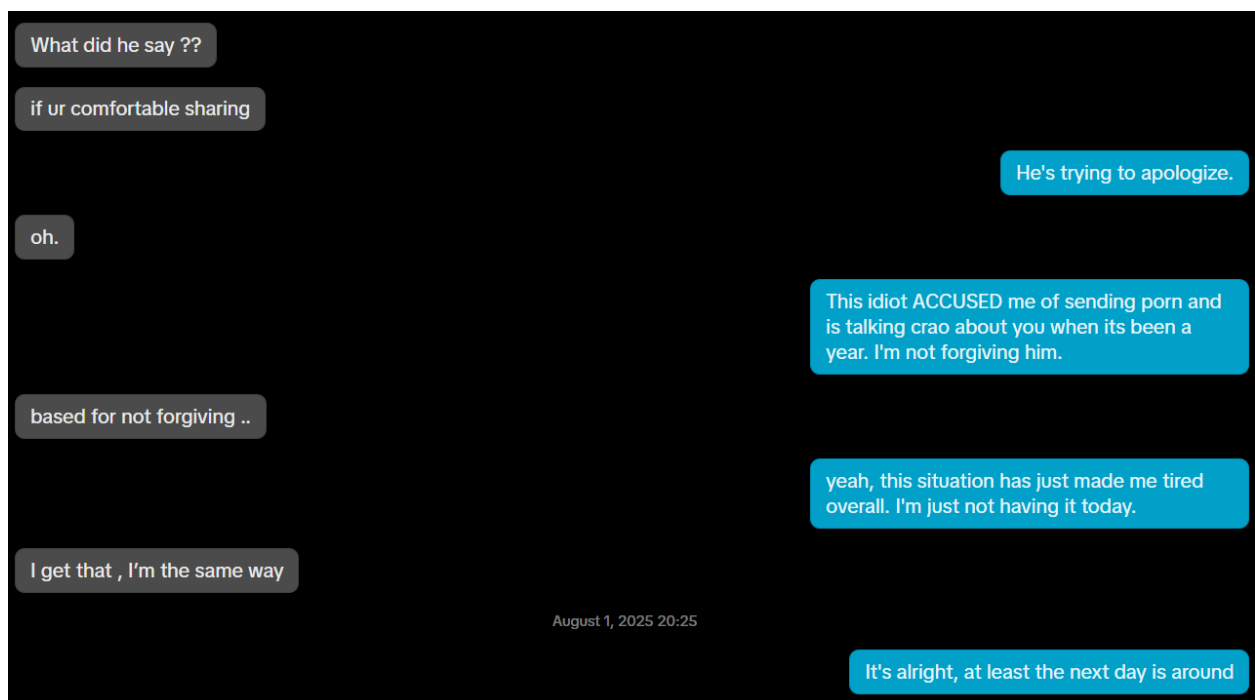 What did he say ??
if ur comfortable sharing
He's trying to apologize.
oh.
This idiot ACCUSED me of sending porn and
is talking crao about you when its been a
year. I'm not forgiving him.
based for not forgiving ..
yeah, this situation has just made me tired
overall. I'm just not having it today.
I get that , I’m the same way
August 1, 2025 20:25
It's alright, at least the next day is around